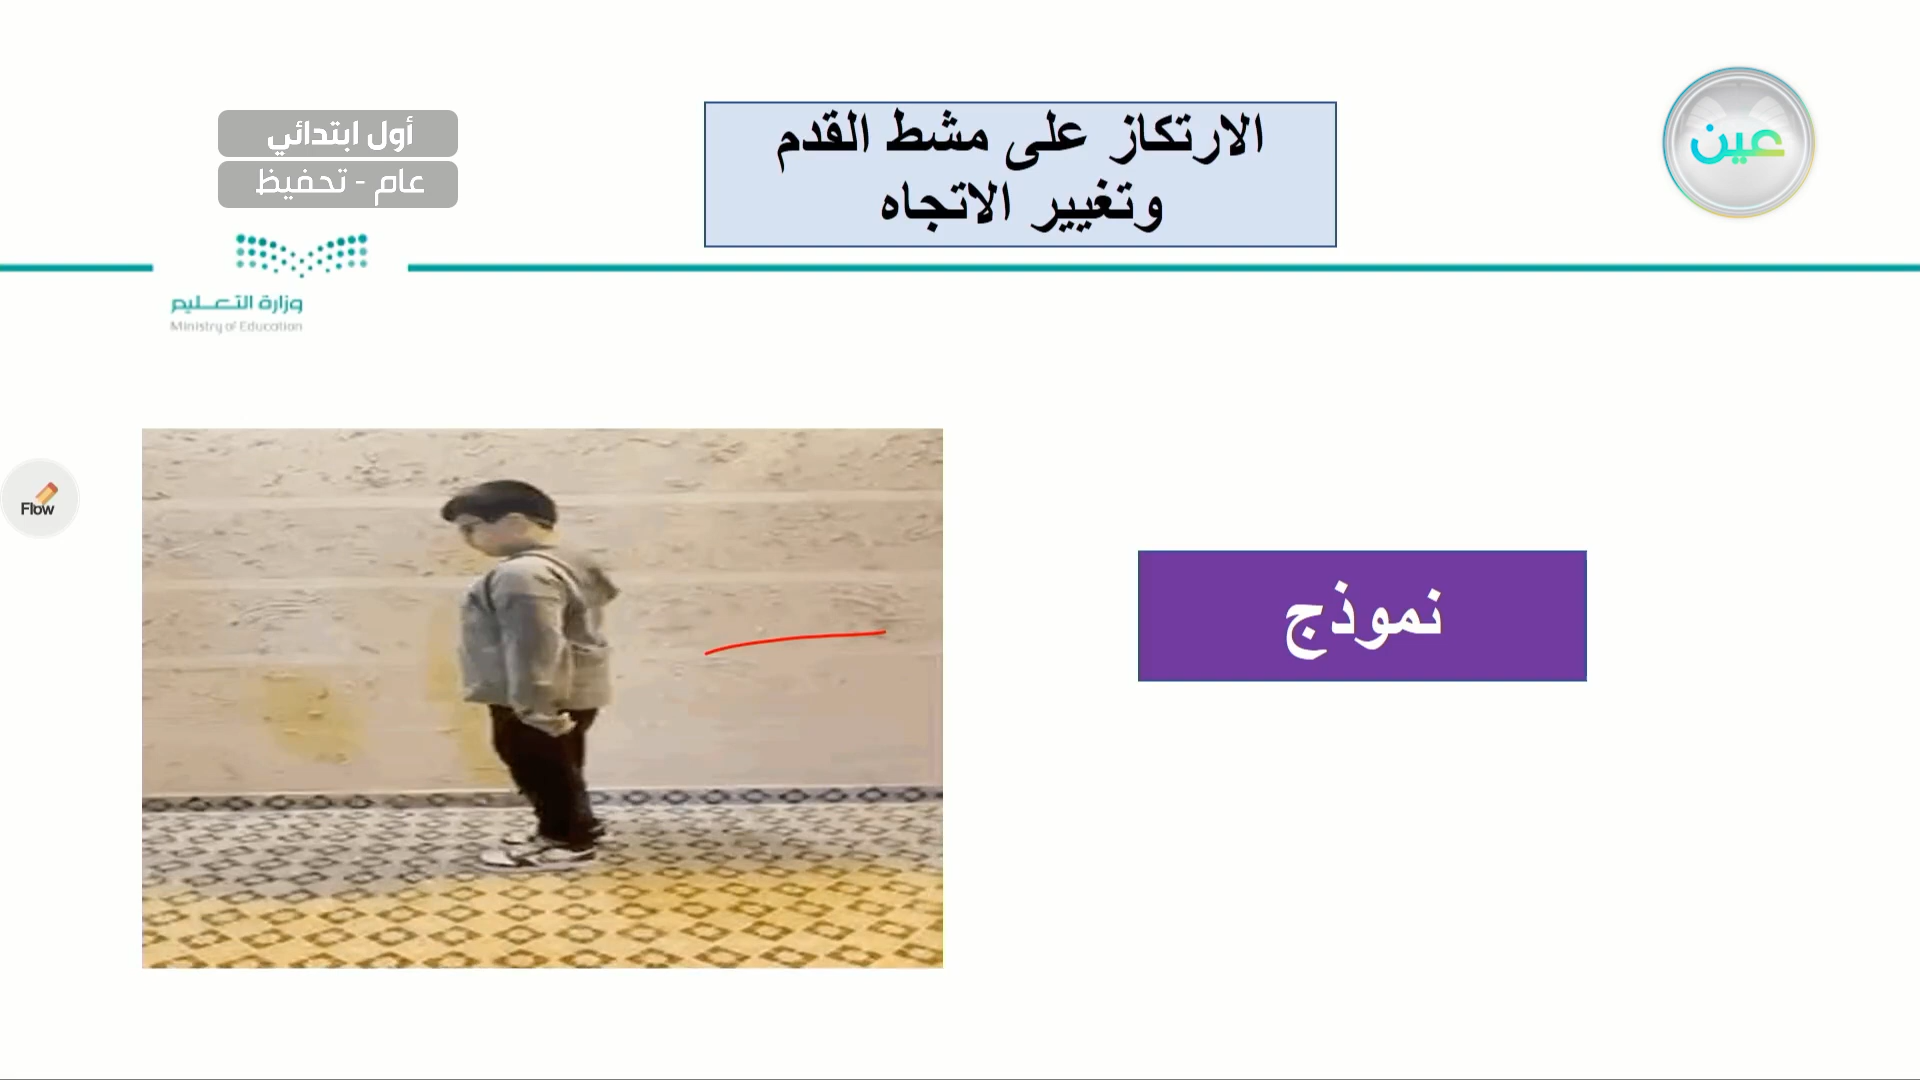 أول ابتدائي
عام - تحفيظ
الارتكاز على مشط القدم
وتغيير الاتجاه
عين
وزارة التعليم
Ministry of Education
Flow
نموذج